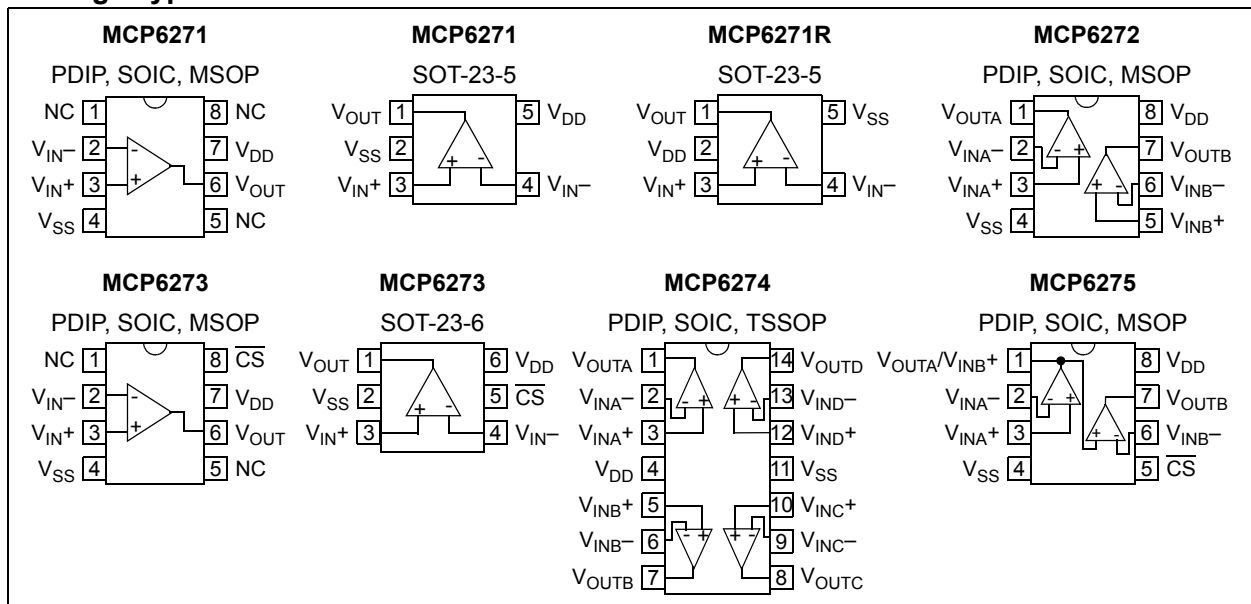 MCP6271
PDIP, SOIC, MSOP
NC 1 8 NC
VIN– 2 - 7 VDD
VIN+ 3 + 6 VOUT
VSS 4 5 NC
MCP6271
SOT-23-5
VOUT 1 5 VDD
VSS 2
VIN+ 3 + - 4 VIN–
MCP6271R
SOT-23-5
VOUT 1 5 VSS
VDD 2
VIN+ 3 + - 4 VIN–
MCP6272
PDIP, SOIC, MSOP
VOUTA 1 8 VDD
VINA– 2 - + 7 VOUTB
VINA+ 3 + - 6 VINB–
VSS 4 5 VINB+
MCP6273
PDIP, SOIC, MSOP
NC 1 8 CS
VIN– 2 - 7 VDD
VIN+ 3 + 6 VOUT
VSS 4 5 NC
MCP6273
SOT-23-6
VOUT 1 6 VDD
VSS 2 5 CS
VIN+ 3 + - 4 VIN–
MCP6274
PDIP, SOIC, TSSOP
VOUTA 1 14 VOUTD
VINA– 2 - + + - 13 VIND–
VINA+ 3 12 VIND+
VDD 4 11 VSS
VINB+ 5 10 VINC+
VINB– 6 - + + - 9 VINC–
VOUTB 7 8 VOUTC
MCP6275
PDIP, SOIC, MSOP
VOUTA/VINB+ 1 8 VDD
VINA– 2 - + 7 VOUTB
VINA+ 3 + - 6 VINB–
VSS 4 5 CS